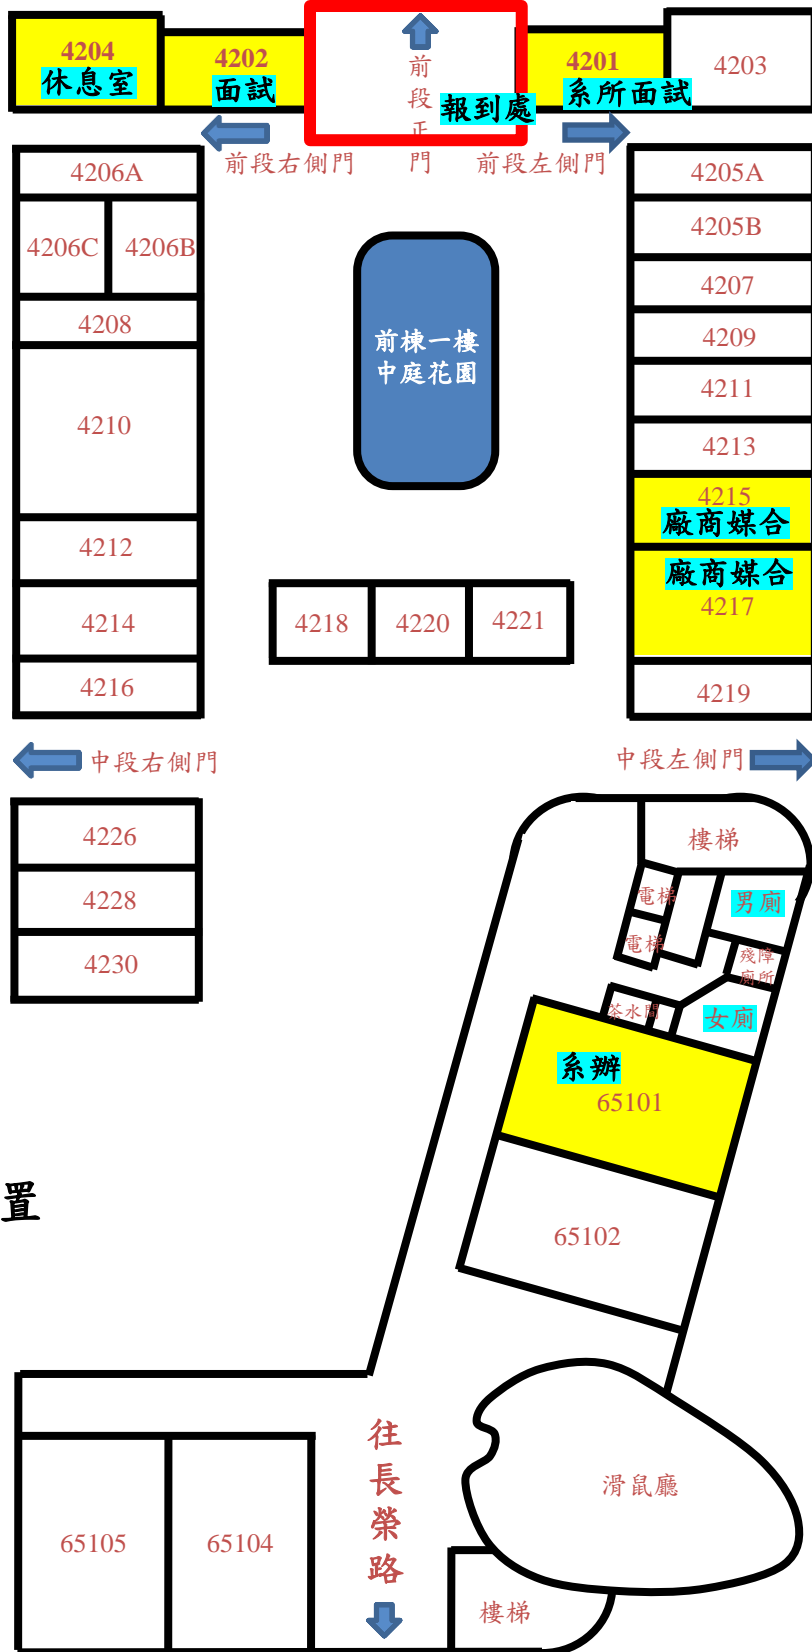 4204
休息室
4202
面試
前段正門
報到處
4201
系所面試
4203
前段右側門
前段左側門
4206A
4206C
4206B
4208
4210
4212
4214
4216
前棟一樓
中庭花園
4218
4220
4221
4205A
4205B
4207
4209
4211
4213
4215
廠商媒合
廠商媒合
4217
4219
中段右側門
中段左側門
4226
4228
4230
樓梯
電梯
電梯
男廁
殘障
廁所
女廁
茶水間
系辦
65101
65102
置
往長榮路
滑鼠廳
65105
65104
樓梯